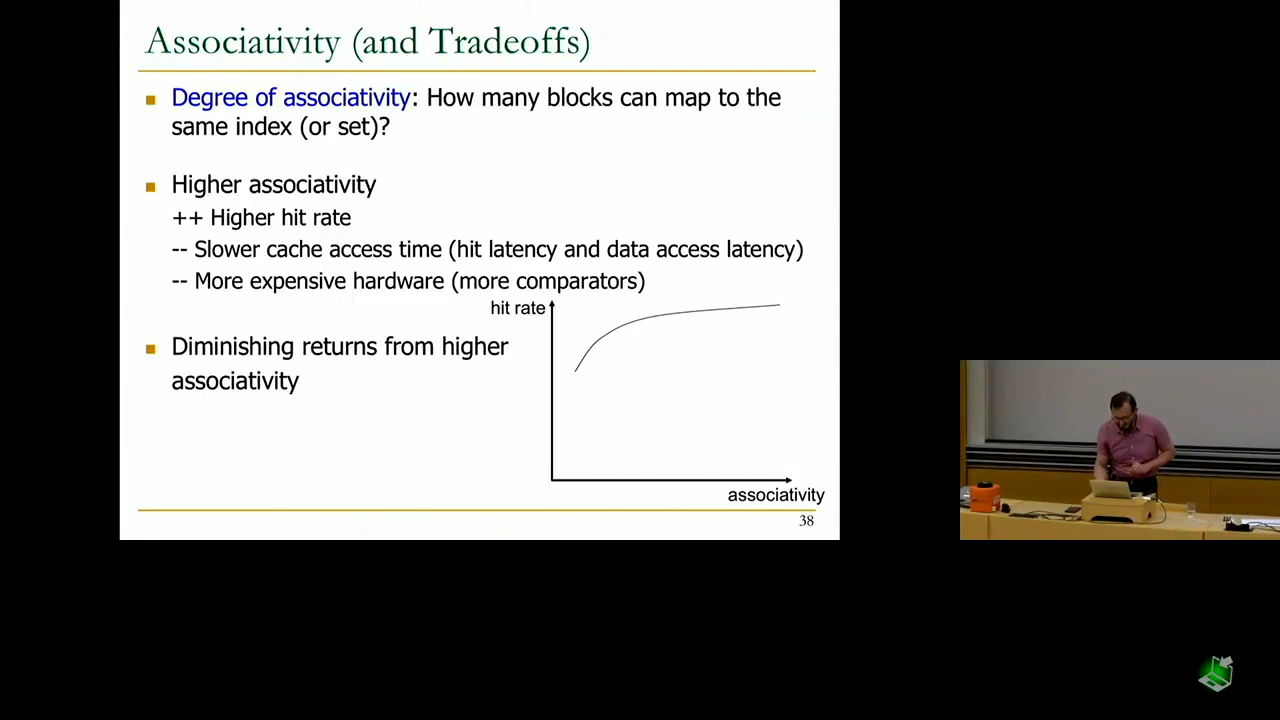 Associativity (and Tradeoffs)
Degree of associativity: How many blocks can map to the
same index (or set)?
Higher associativity
++ Higher hit rate
-- Slower cache access time (hit latency and data access latency)
-- More expensive hardware (more comparators)
hit rate
Diminishing returns from higher
associativity
associativity
38